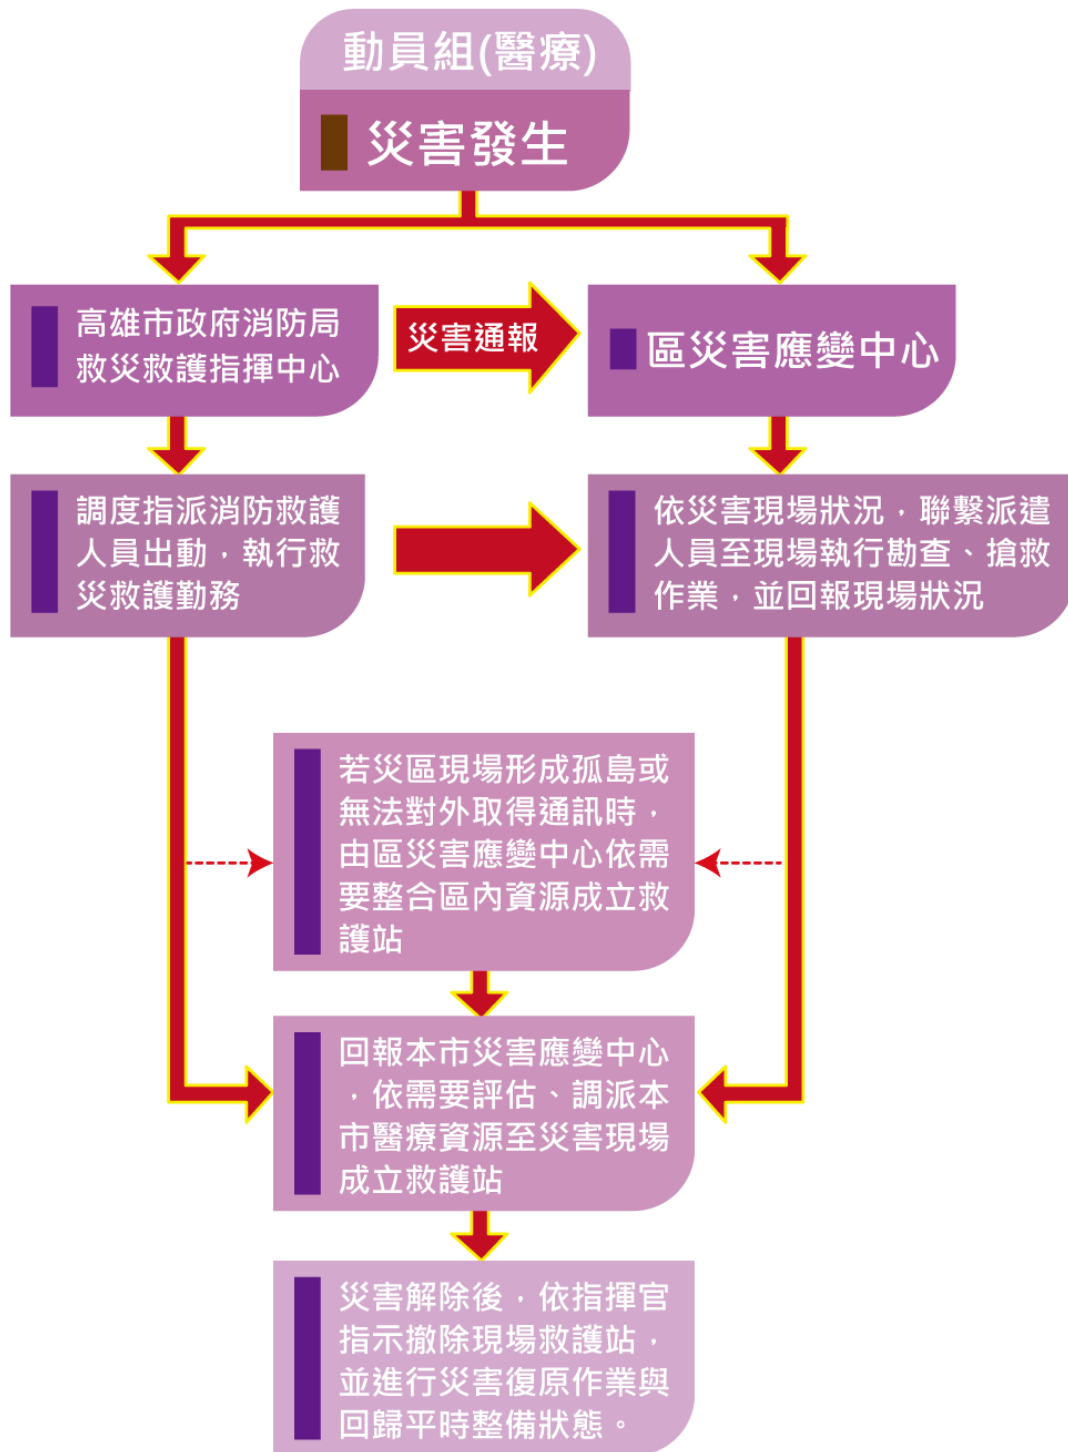 動員組(醫療)
災害發生
高雄市政府消防局
救災救護指揮中心
災害通報
區災害應變中心
調度指派消防救護
人員出動，執行救
災救護勤務
依災害現場狀況，聯繫派遣
人員至現場執行勘查、搶救
作業，並回報現場狀況
若災區現場形成孤島或
無法對外取得通訊時，
由區災害應變中心依需
要整合區內資源成立救
護站
回報本市災害應變中心
，依需要評估、調派本
市醫療資源至災害現場
成立救護站
災害解除後，依指揮官
指示撤除現場救護站，
並進行災害復原作業與
回歸平時整備狀態。